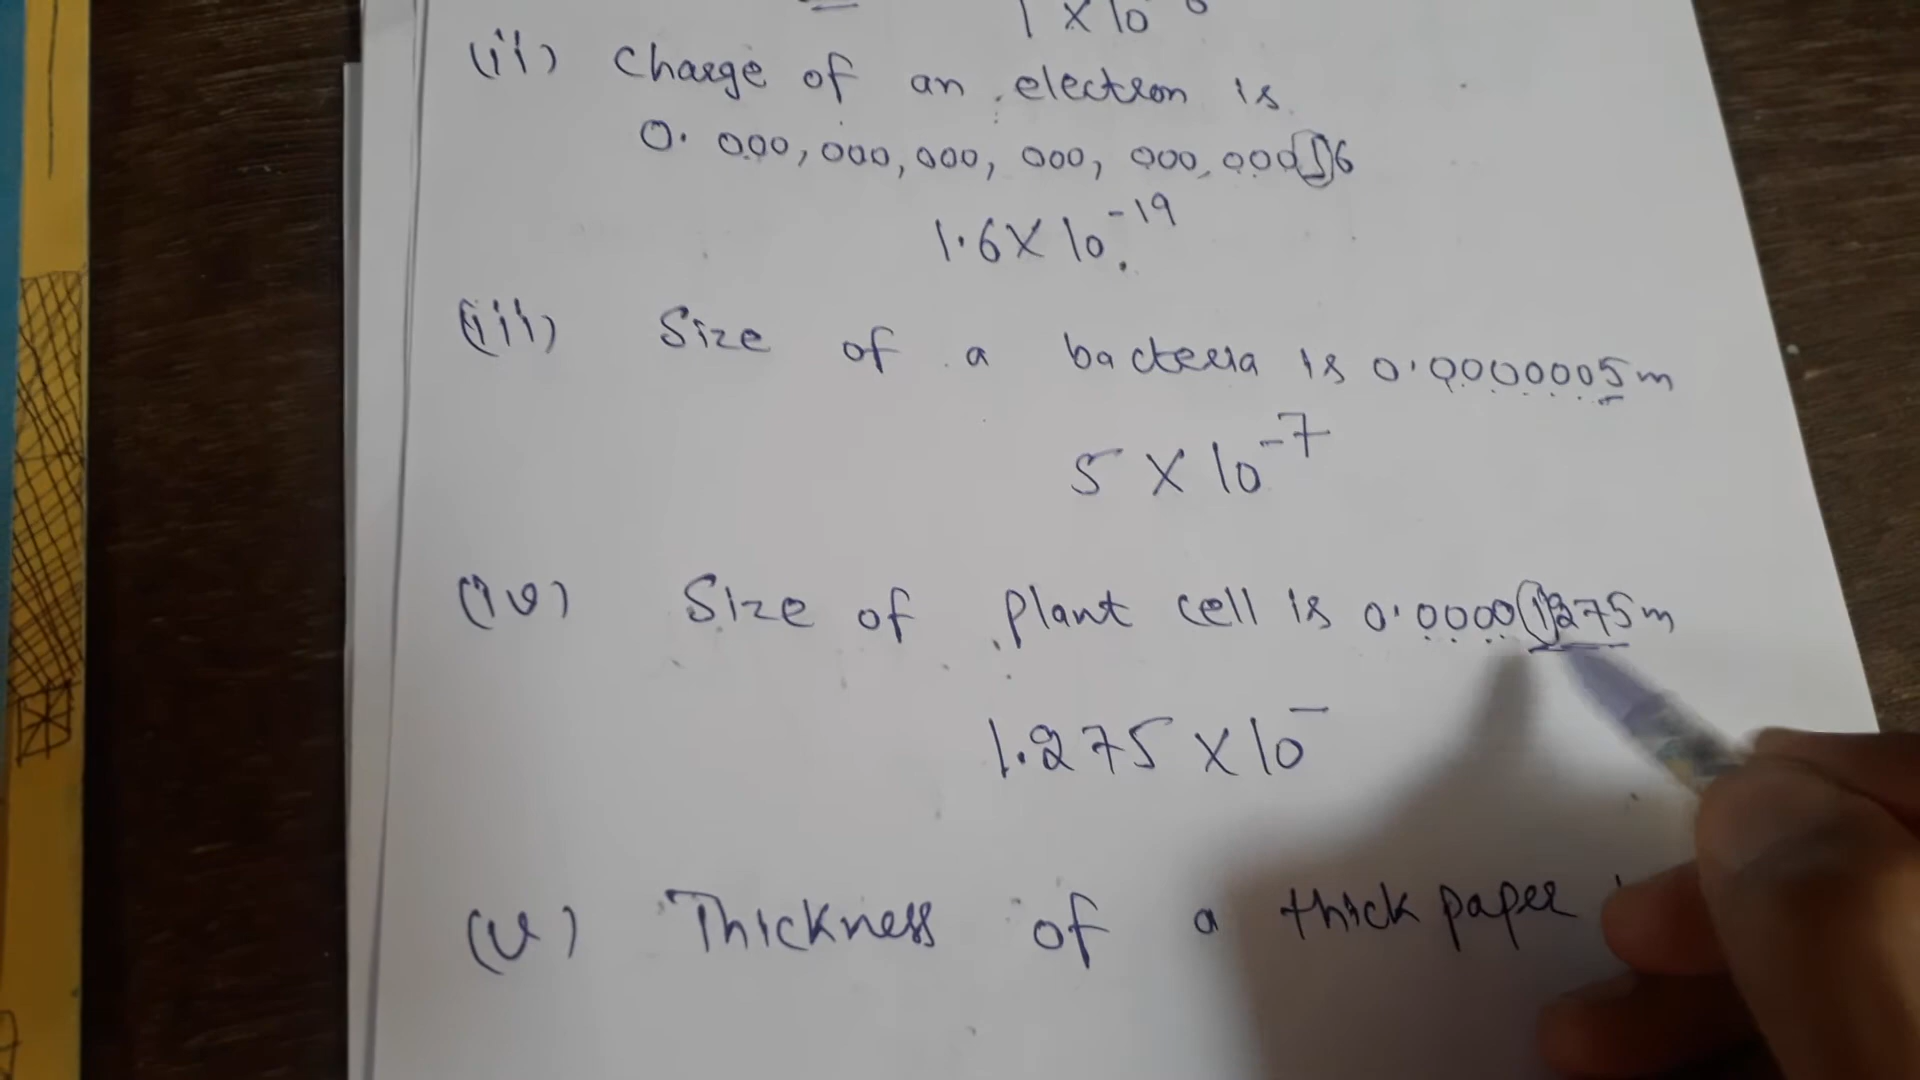 1 × 10
(ii) Charge of an electron is
0.000,000,000,000,000,00016
1.6 × 10⁻¹⁹
(iii) Size of a bacteria is 0.0000005m
5 × 10⁻⁷
(iv) Size of Plant cell is 0.00001275m
1.275 × 10⁻
(v) Thickness of a thick paper